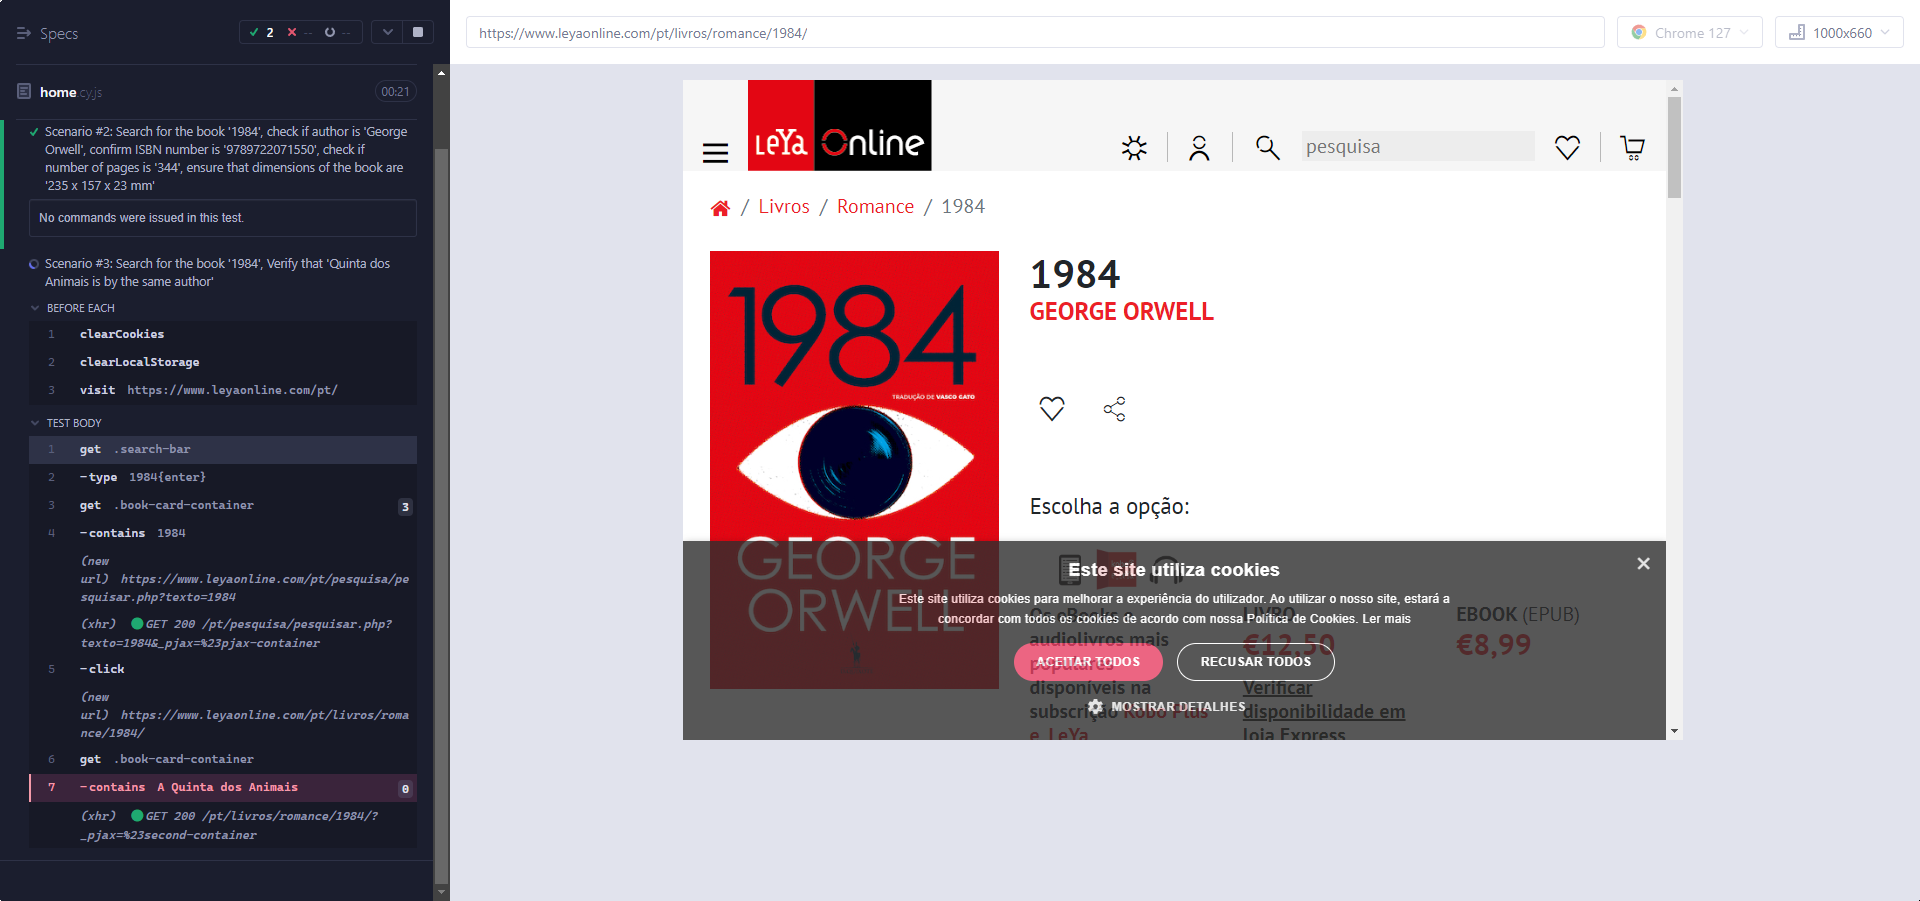 Specs
2
--
--
home.cy.js
00:21
Scenario #2: Search for the book '1984', check if author is 'George
Orwell', confirm ISBN number is '9789722071550', check if
number of pages is '344', ensure that dimensions of the book are
'235 x 157 x 23 mm'
No commands were issued in this test.
Scenario #3: Search for the book '1984', Verify that 'Quinta dos
Animais is by the same author'
BEFORE EACH
1 clearCookies
2 clearLocalStorage
3 visit https://www.leyaonline.com/pt/
TEST BODY
1 get .search-bar
2 -type 1984{enter}
3 get .book-card-container 3
4 -contains 1984
(new
url) https://www.leyaonline.com/pt/pesquisa/pe
squisar.php?texto=1984
(xhr) GET 200 /pt/pesquisa/pesquisar.php?
texto=1984&_pjax=%23pjax-container
5 -click
(new
url) https://www.leyaonline.com/pt/livros/roma
nce/1984/
6 get .book-card-container
7 -contains A Quinta dos Animais 0
(xhr) GET 200 /pt/livros/romance/1984/?
_pjax=%23second-container
https://www.leyaonline.com/pt/livros/romance/1984/
Chrome 127
1000x660
LeYa Online
pesquisa
/ Livros / Romance / 1984
1984
TRADUÇÃO DE VASCO GATO
GEORGE
ORWELL
1984
GEORGE ORWELL
Escolha a opção:
Este site utiliza cookies
Este site utiliza cookies para melhorar a experiência do utilizador. Ao utilizar o nosso site, estará a
concordar com todos os cookies de acordo com nossa Política de Cookies. Ler mais
ACEITAR TODOS
RECUSAR TODOS
MOSTRAR DETALHES
Os eBooks e
audiolivros mais
populares
disponíveis na
subscrição Kobo Plus
e LeYa
LIVRO
€12,50
Verificar
disponibilidade em
loja Express
EBOOK (EPUB)
€8,99